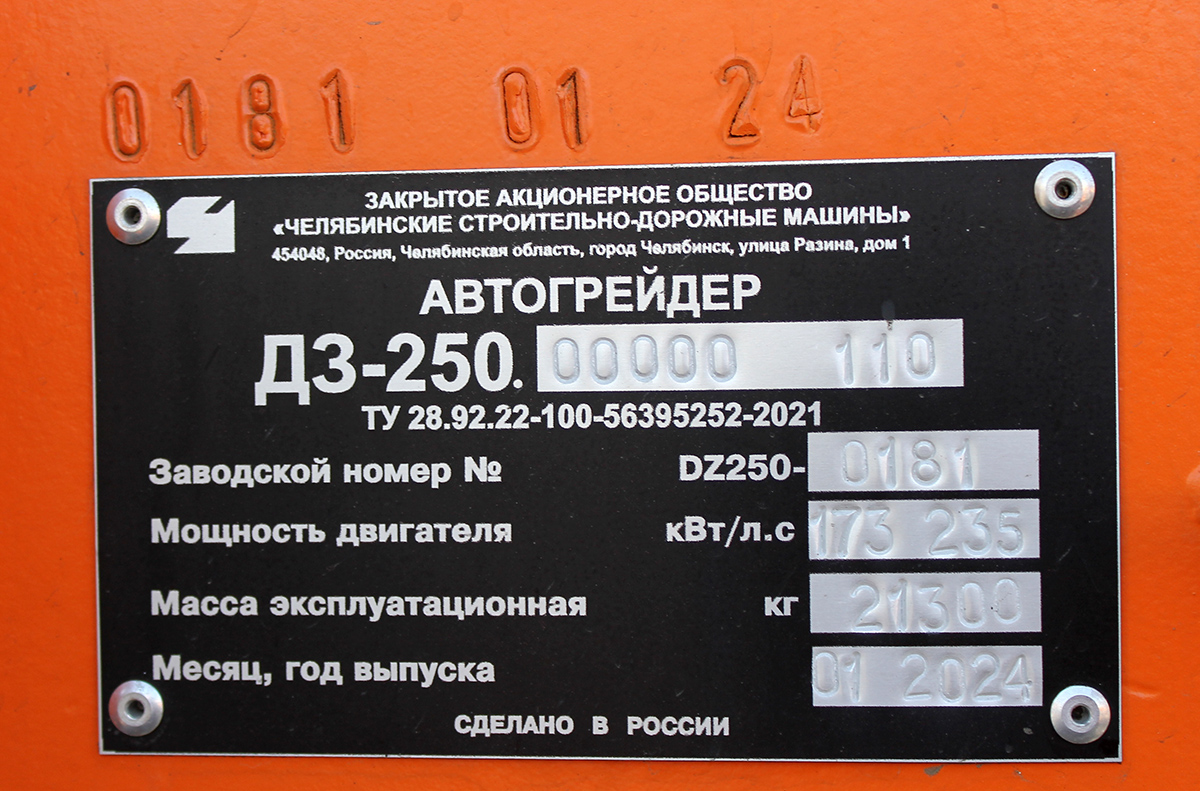 0181 01 24
ЗАКРЫТОЕ АКЦИОНЕРНОЕ ОБЩЕСТВО
«ЧЕЛЯБИНСКИЕ СТРОИТЕЛЬНО-ДОРОЖНЫЕ МАШИНЫ»
454048, Россия, Челябинская область, город Челябинск, улица Разина, дом 1
АВТОГРЕЙДЕР
ДЗ-250. 00000 110
ТУ 28.92.22-100-56395252-2021
Заводской номер № DZ250- 0181
Мощность двигателя кВт/л.с 173 235
Масса эксплуатационная кг 21300
Месяц, год выпуска 01 2024
СДЕЛАНО В РОССИИ